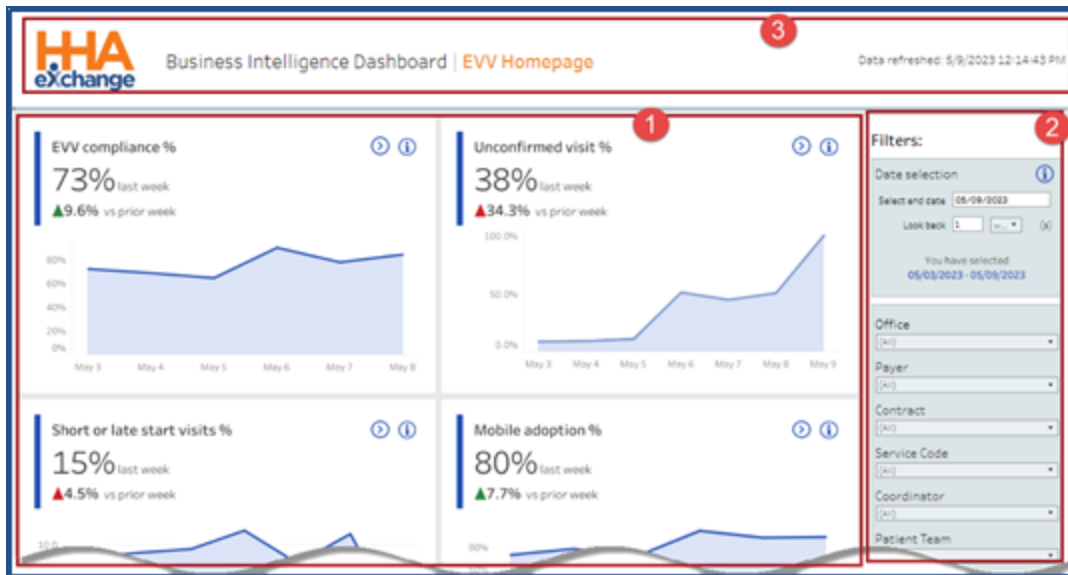 HHA
eXchange
Business Intelligence Dashboard | EVV Homepage
3
Data refreshed: 5/9/2023 12:14:43 PM
1
2
EVV compliance %
73% last week
▲9.6% vs prior week
80%
60%
40%
20%
0%
May 3 May 4 May 5 May 6 May 7 May 8
Unconfirmed visit %
38% last week
▲34.3% vs prior week
100.0%
50.0%
0.0%
May 3 May 4 May 5 May 6 May 7 May 8 May 9
Short or late start visits %
15% last week
▲4.5% vs prior week
10.0
Mobile adoption %
80% last week
▲7.7% vs prior week
80%
Filters:
Date selection
Select end date 05/09/2023
Look back 1 w... (x)
You have selected
05/03/2023 - 05/09/2023
Office
(All)
Payer
(All)
Contract
(All)
Service Code
(All)
Coordinator
(All)
Patient Team